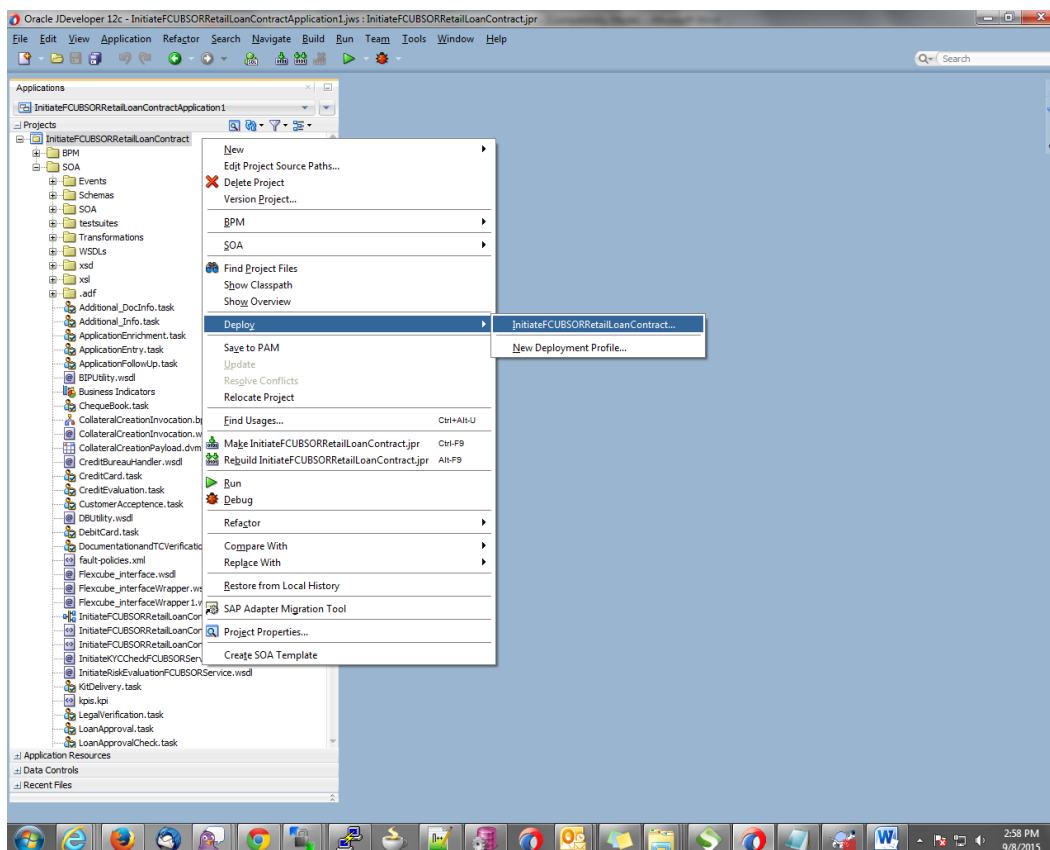 Oracle JDeveloper 12c - InitiateFCUBSORRetailLoanContractApplication1.jws : InitiateFCUBSORRetailLoanContract.jpr
File Edit View Application Refactor Search Navigate Build Run Team Tools Window Help
Search
Applications
InitiateFCUBSORRetailLoanContractApplication1
Projects
InitiateFCUBSORRetailLoanContract
BPM
SOA
Events
Schemas
SOA
testsuites
Transformations
WSDLs
xsd
xsl
.adf
Additional_DocInfo.task
Additional_Info.task
ApplicationEnrichment.task
ApplicationEntry.task
ApplicationFollowUp.task
BIPUtility.wsdl
Business Indicators
ChequeBook.task
CollateralCreationInvocation.b
CollateralCreationInvocation.w
CollateralCreationPayload.dvm
CreditBureauHandler.wsdl
CreditCard.task
CreditEvaluation.task
CustomerAcceptence.task
DBUtility.wsdl
DebitCard.task
DocumentationandTCVerificatio
fault-policies.xml
Flexcube_interface.wsdl
Flexcube_interfaceWrapper.ws
Flexcube_interfaceWrapper1.w
InitiateFCUBSORRetailLoanCon
InitiateFCUBSORRetailLoanCor
InitiateFCUBSORRetailLoanCor
InitiateKYCCheckFCUBSORSer
InitiateRiskEvaluationFCUBSORService.wsdl
KitDelivery.task
kpis.kpi
LegalVerification.task
LoanApproval.task
LoanApprovalCheck.task
Application Resources
Data Controls
Recent Files
New
Edit Project Source Paths...
Delete Project
Version Project...
BPM
SOA
Find Project Files
Show Classpath
Show Overview
Deploy
InitiateFCUBSORRetailLoanContract...
New Deployment Profile...
Save to PAM
Update
Resolve Conflicts
Relocate Project
Find Usages... Ctrl+Alt-U
Make InitiateFCUBSORRetailLoanContract.jpr Ctrl-F9
Rebuild InitiateFCUBSORRetailLoanContract.jpr Alt-F9
Run
Debug
Refactor
Compare With
Replace With
Restore from Local History
SAP Adapter Migration Tool
Project Properties...
Create SOA Template
2:58 PM
9/8/2015